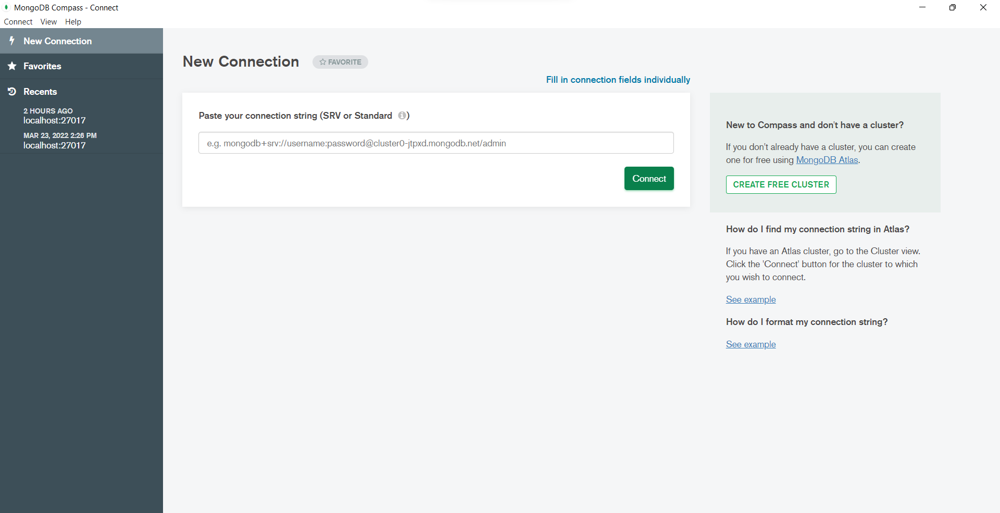 MongoDB Compass - Connect
Connect View Help
New Connection
Favorites
Recents
2 HOURS AGO
localhost:27017
MAR 23, 2022 2:26 PM
localhost:27017
New Connection FAVORITE
Fill in connection fields individually
Paste your connection string (SRV or Standard )
e.g. mongodb+srv://username:password@cluster0-jtpxd.mongodb.net/admin
Connect
New to Compass and don't have a cluster?
If you don't already have a cluster, you can create
one for free using MongoDB Atlas.
CREATE FREE CLUSTER
How do I find my connection string in Atlas?
If you have an Atlas cluster, go to the Cluster view.
Click the 'Connect' button for the cluster to which
you wish to connect.
See example
How do I format my connection string?
See example